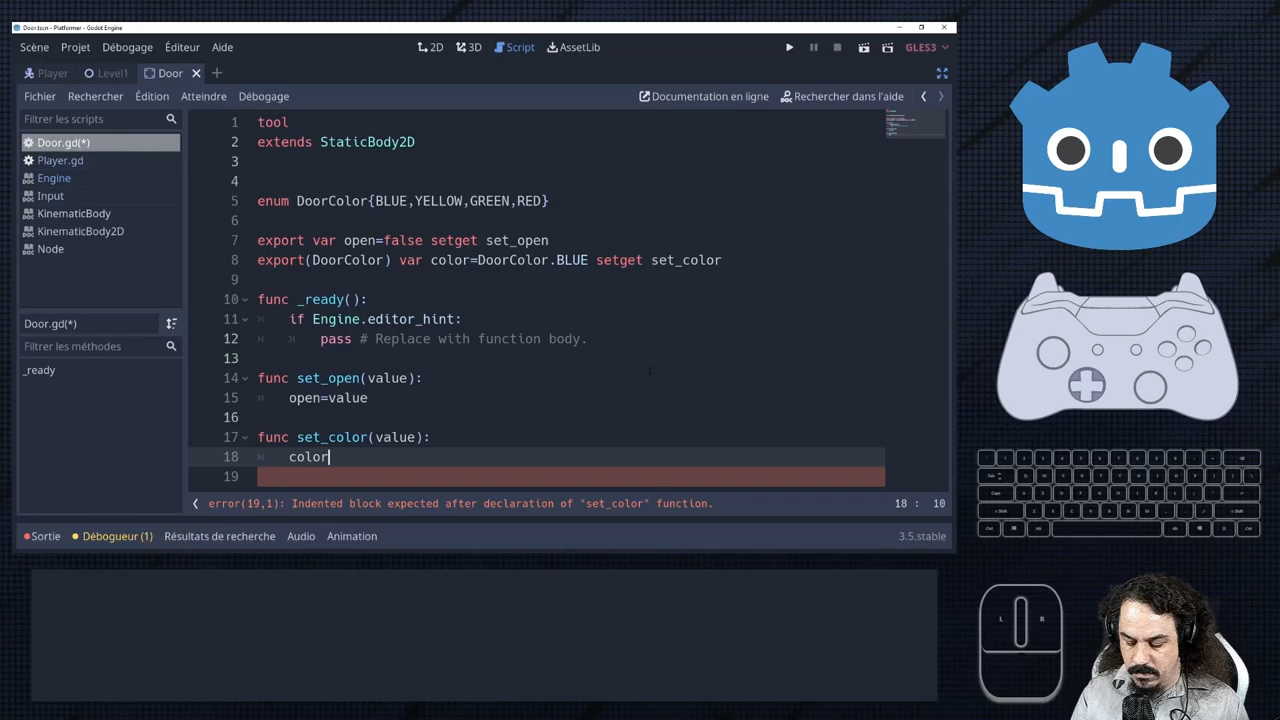 Door.tscn - Platformer - Godot Engine
Scène Projet Débogage Éditeur Aide
2D 3D Script AssetLib
GLES3
Player Level1 Door
Fichier Rechercher Édition Atteindre Débogage
Documentation en ligne Rechercher dans l'aide
Filtrer les scripts
Door.gd(*)
Player.gd
Engine
Input
KinematicBody
KinematicBody2D
Node
Door.gd(*)
Filtrer les méthodes
_ready
1 tool
2 extends StaticBody2D
3
4
5 enum DoorColor{BLUE,YELLOW,GREEN,RED}
6
7 export var open=false setget set_open
8 export(DoorColor) var color=DoorColor.BLUE setget set_color
9
10 func _ready():
11 if Engine.editor_hint:
12 pass # Replace with function body.
13
14 func set_open(value):
15 open=value
16
17 func set_color(value):
18 color
19
error(19,1): Indented block expected after declaration of "set_color" function.
18 : 10
Sortie Débogueur (1) Résultats de recherche Audio Animation
3.5.stable
L R